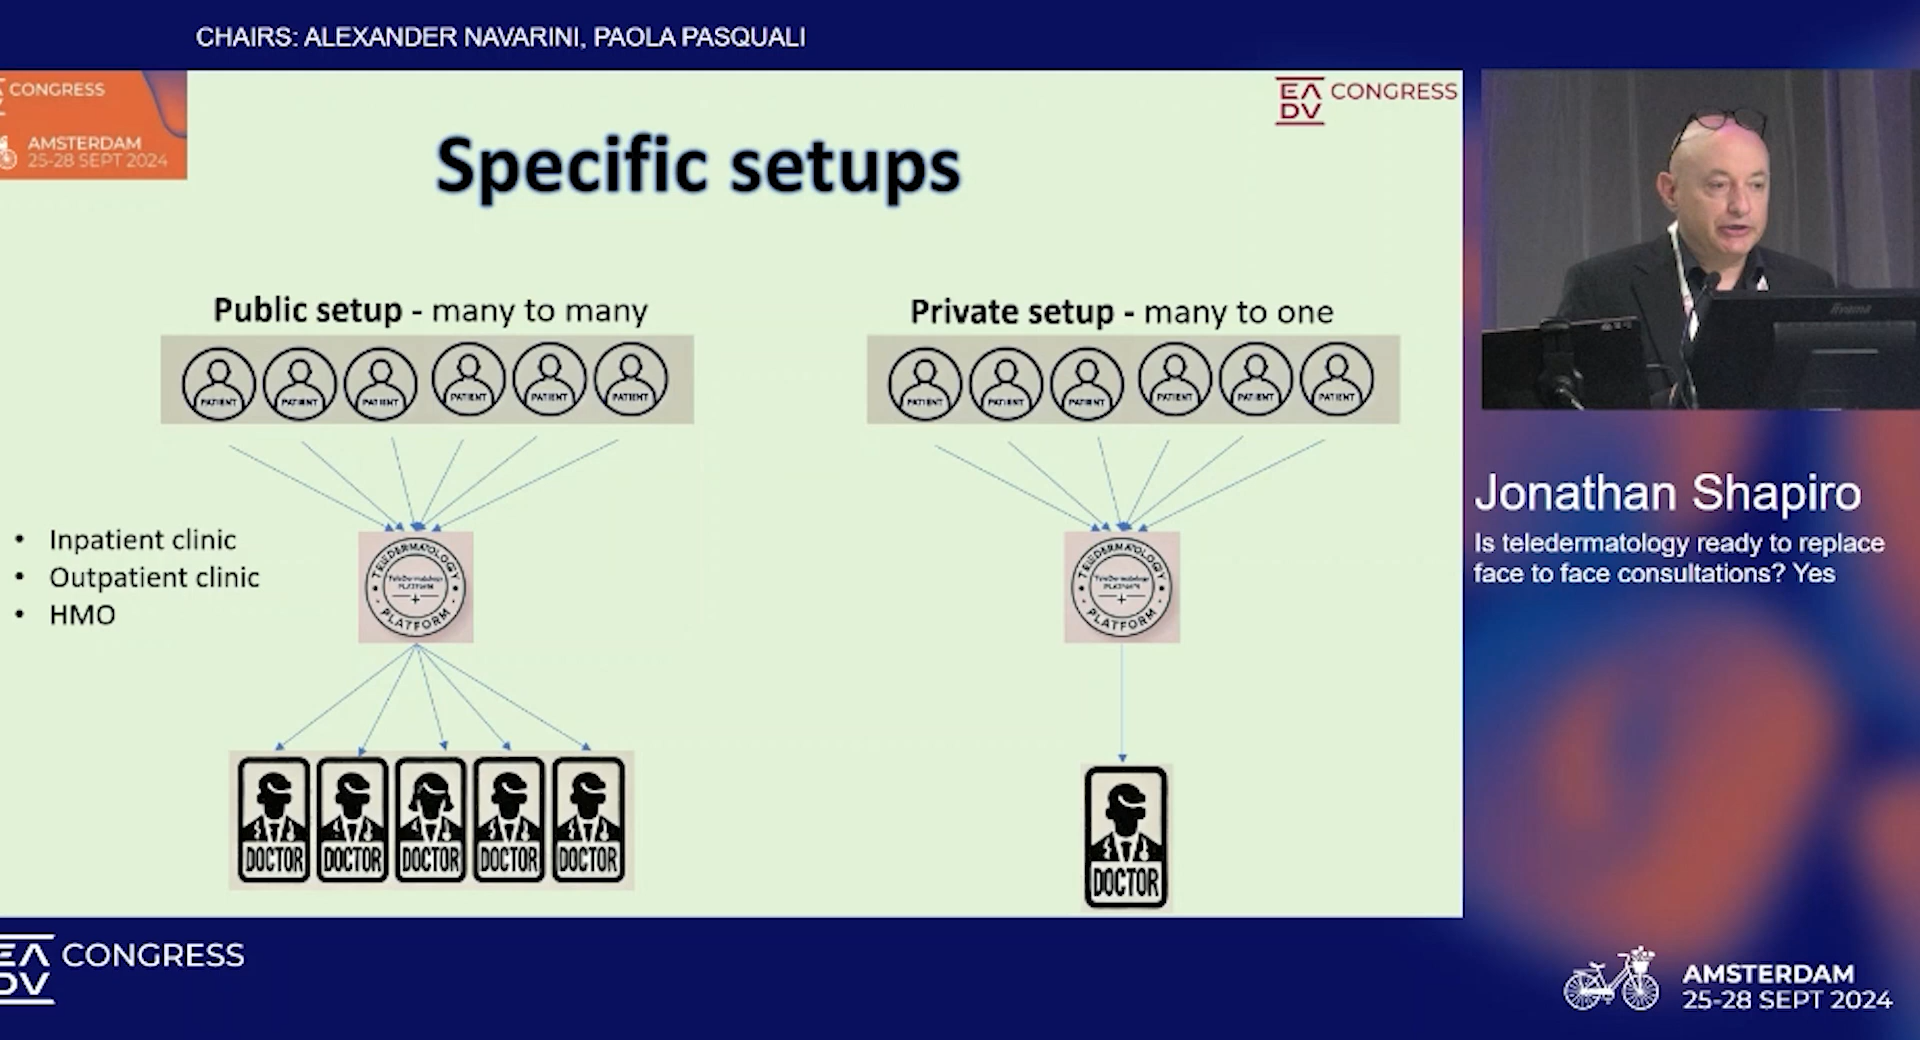 CHAIRS: ALEXANDER NAVARINI, PAOLA PASQUALI
CONGRESS
AMSTERDAM
25-28 SEPT 2024
EADV CONGRESS
Specific setups
Public setup - many to many
PATIENT PATIENT PATIENT PATIENT PATIENT PATIENT
• Inpatient clinic
• Outpatient clinic
• HMO
TELEDERMATOLOGY
TeleDermatology
PLATFORM
PLATFORM
DOCTOR DOCTOR DOCTOR DOCTOR DOCTOR
Private setup - many to one
PATIENT PATIENT PATIENT PATIENT PATIENT PATIENT
TELEDERMATOLOGY
TeleDermatology
PLATFORM
PLATFORM
DOCTOR
iiyama
Jonathan Shapiro
Is teledermatology ready to replace
face to face consultations? Yes
EADV CONGRESS
AMSTERDAM
25-28 SEPT 2024